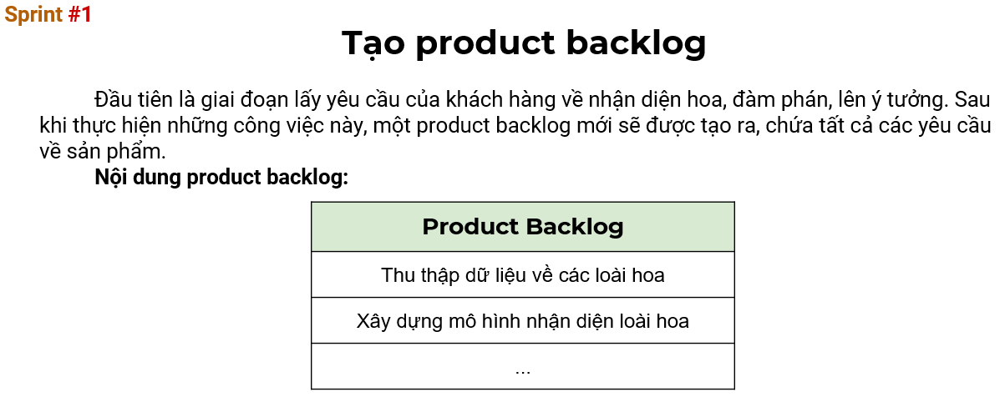 Sprint #1
Tạo product backlog
Đầu tiên là giai đoạn lấy yêu cầu của khách hàng về nhận diện hoa, đàm phán, lên ý tưởng. Sau
khi thực hiện những công việc này, một product backlog mới sẽ được tạo ra, chứa tất cả các yêu cầu
về sản phẩm.
Nội dung product backlog:
Product Backlog
Thu thập dữ liệu về các loài hoa
Xây dựng mô hình nhận diện loài hoa
...